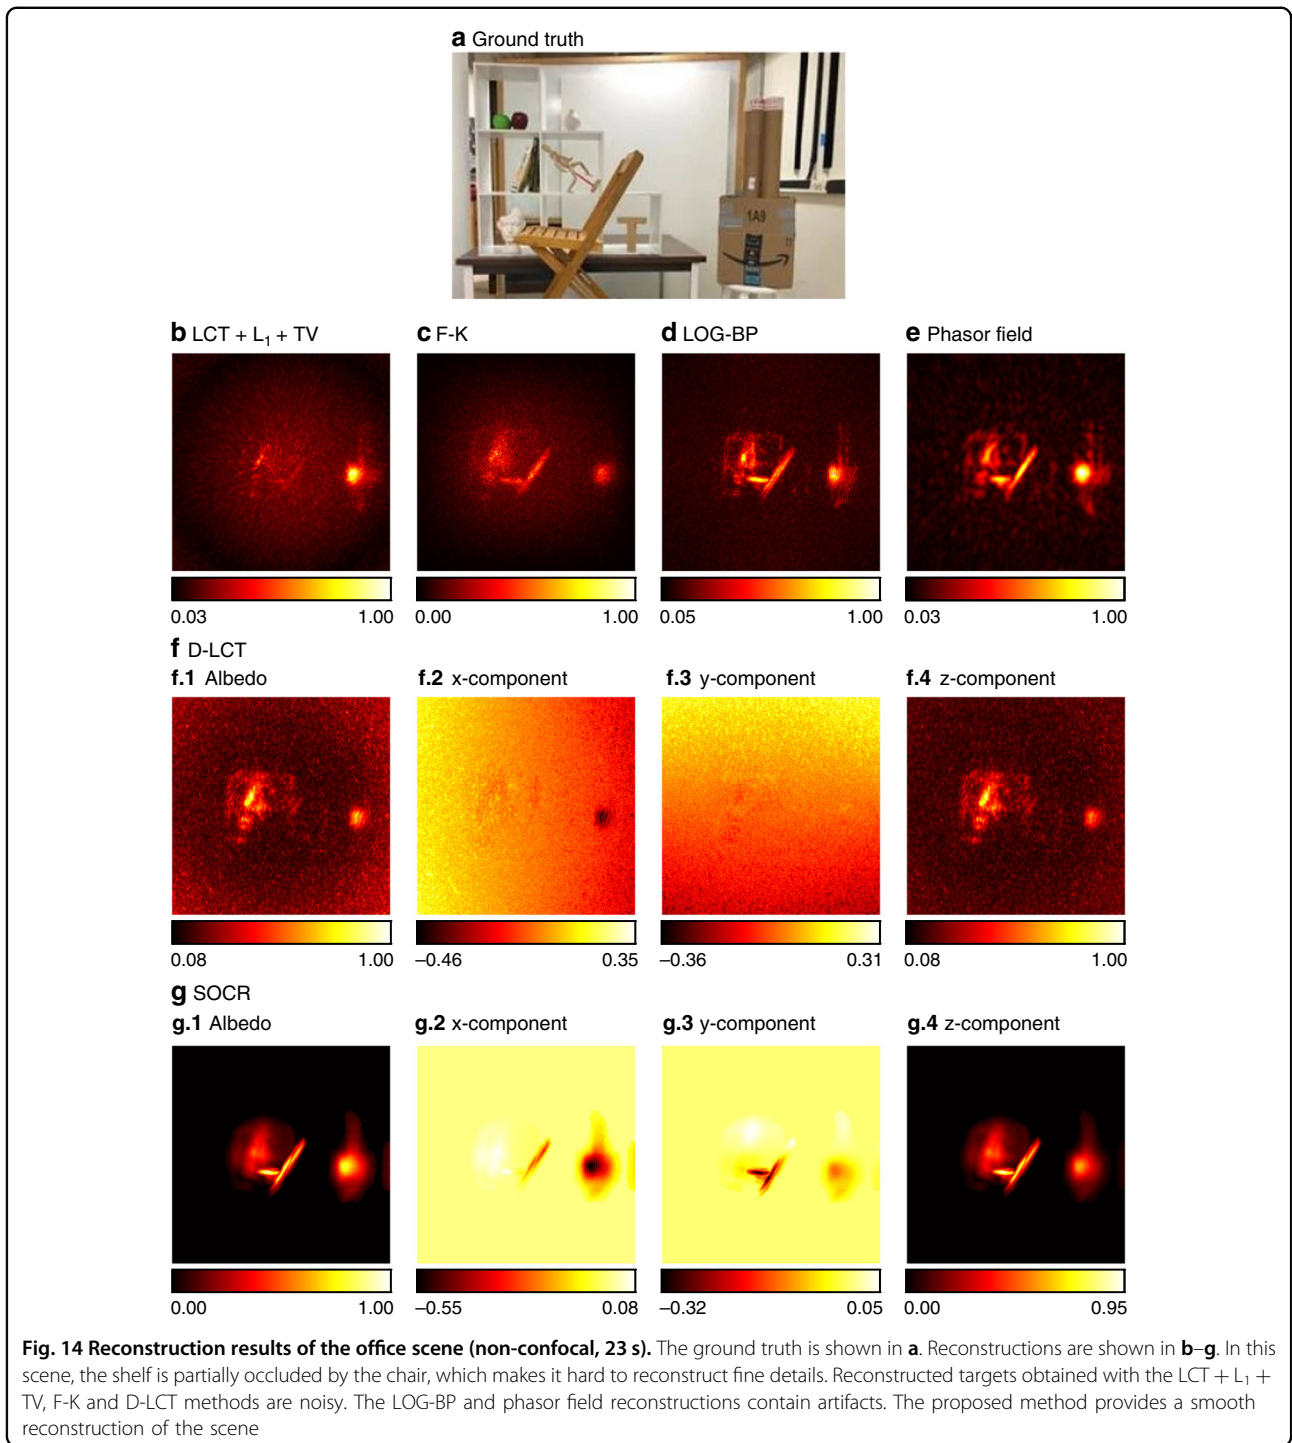 a Ground truth
1A9
b LCT + L₁ + TV
c F-K
d LOG-BP
e Phasor field
0.03 1.00
0.00 1.00
0.05 1.00
0.03 1.00
f D-LCT
f.1 Albedo
f.2 x-component
f.3 y-component
f.4 z-component
0.08 1.00
−0.46 0.35
−0.36 0.31
0.08 1.00
g SOCR
g.1 Albedo
g.2 x-component
g.3 y-component
g.4 z-component
0.00 1.00
−0.55 0.08
−0.32 0.05
0.00 0.95
Fig. 14 Reconstruction results of the office scene (non-confocal, 23 s). The ground truth is shown in a. Reconstructions are shown in b–g. In this
scene, the shelf is partially occluded by the chair, which makes it hard to reconstruct fine details. Reconstructed targets obtained with the LCT + L₁ +
TV, F-K and D-LCT methods are noisy. The LOG-BP and phasor field reconstructions contain artifacts. The proposed method provides a smooth
reconstruction of the scene